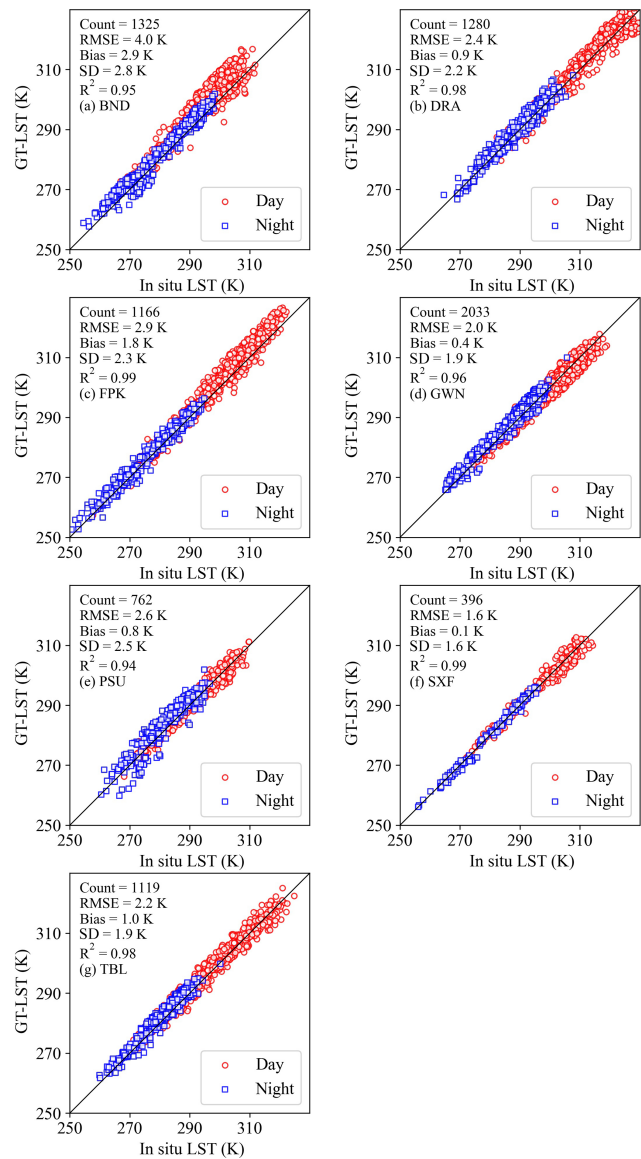 Count = 1325
RMSE = 4.0 K
Bias = 2.9 K
SD = 2.8 K
R² = 0.95
(a) BND
310
290
270
250
GT-LST (K)
Day
Night
250 270 290 310
In situ LST (K)
Count = 1280
RMSE = 2.4 K
Bias = 0.9 K
SD = 2.2 K
R² = 0.98
(b) DRA
310
290
270
250
GT-LST (K)
Day
Night
250 270 290 310
In situ LST (K)
Count = 1166
RMSE = 2.9 K
Bias = 1.8 K
SD = 2.3 K
R² = 0.99
(c) FPK
310
290
270
250
GT-LST (K)
Day
Night
250 270 290 310
In situ LST (K)
Count = 2033
RMSE = 2.0 K
Bias = 0.4 K
SD = 1.9 K
R² = 0.96
(d) GWN
310
290
270
250
GT-LST (K)
Day
Night
250 270 290 310
In situ LST (K)
Count = 762
RMSE = 2.6 K
Bias = 0.8 K
SD = 2.5 K
R² = 0.94
(e) PSU
310
290
270
250
GT-LST (K)
Day
Night
250 270 290 310
In situ LST (K)
Count = 396
RMSE = 1.6 K
Bias = 0.1 K
SD = 1.6 K
R² = 0.99
(f) SXF
310
290
270
250
GT-LST (K)
Day
Night
250 270 290 310
In situ LST (K)
Count = 1119
RMSE = 2.2 K
Bias = 1.0 K
SD = 1.9 K
R² = 0.98
(g) TBL
310
290
270
250
GT-LST (K)
Day
Night
250 270 290 310
In situ LST (K)